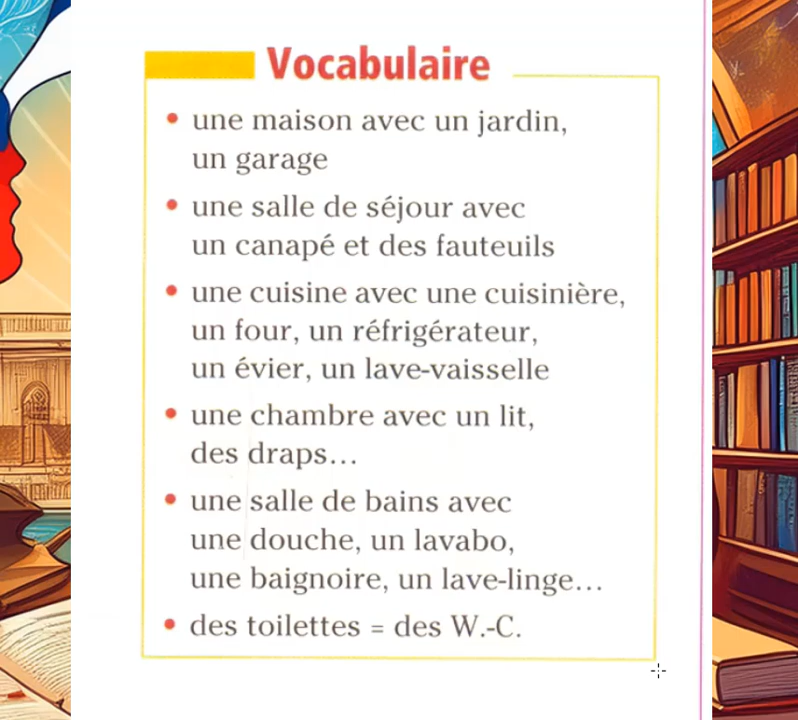 Vocabulaire
• une maison avec un jardin,
un garage
• une salle de séjour avec
un canapé et des fauteuils
• une cuisine avec une cuisinière,
un four, un réfrigérateur,
un évier, un lave-vaisselle
• une chambre avec un lit,
des draps...
• une salle de bains avec
une douche, un lavabo,
une baignoire, un lave-linge...
• des toilettes = des W.-C.